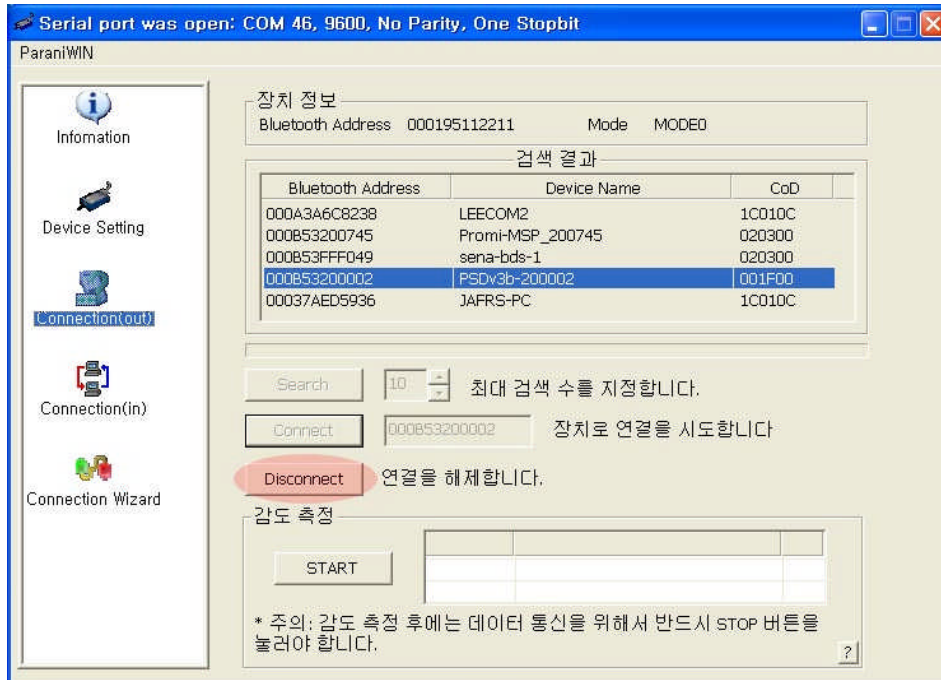 Serial port was open: COM 46, 9600, No Parity, One Stopbit
ParaniWIN
Infomation
Device Setting
Connection(out)
Connection(in)
Connection Wizard
장치 정보
Bluetooth Address 000195112211 Mode MODE0
검색 결과
Bluetooth Address Device Name CoD
000A3A6C8238 LEECOM2 1C010C
000B53200745 Promi-MSP_200745 020300
000B53FFF049 sena-bds-1 020300
000B53200002 PSDv3b-200002 001F00
00037AED5936 JAFRS-PC 1C010C
Search 10 최대 검색 수를 지정합니다.
Connect 000B53200002 장치로 연결을 시도합니다
Disconnect 연결을 해제합니다.
감도 측정
START
* 주의: 감도 측정 후에는 데이터 통신을 위해서 반드시 STOP 버튼을
눌러야 합니다.
?